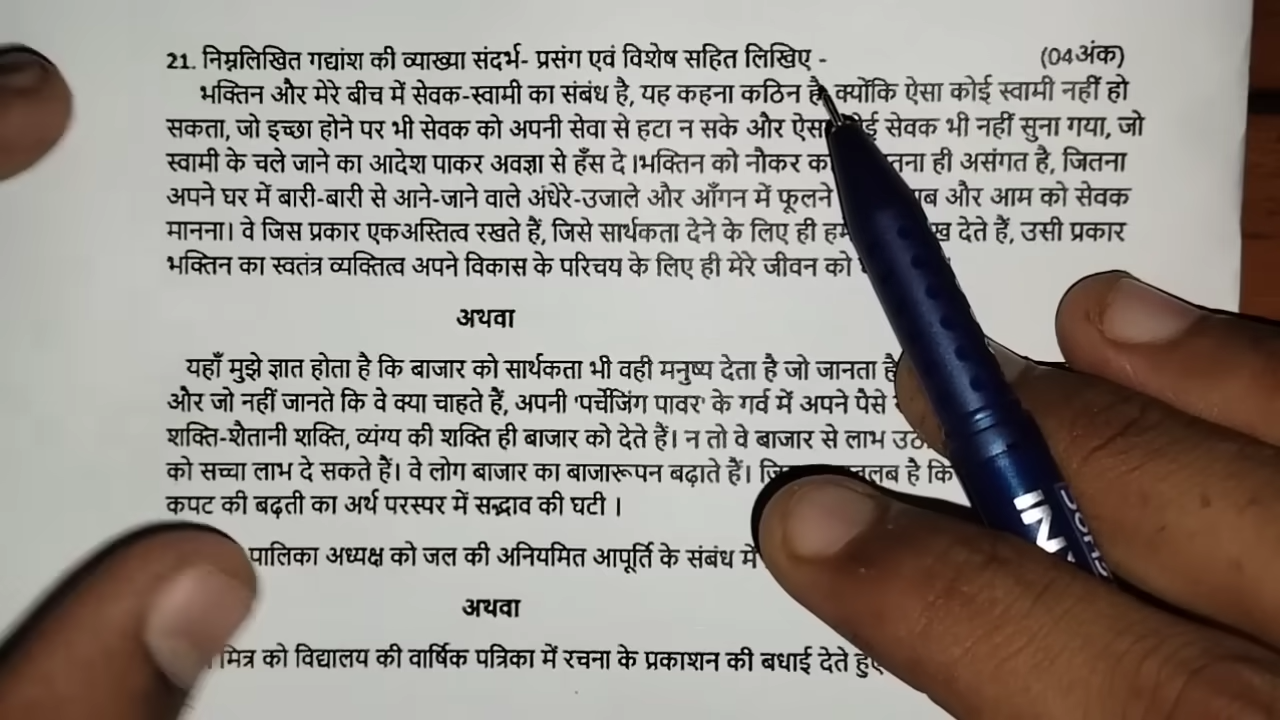 21. निम्नलिखित गद्यांश की व्याख्या संदर्भ- प्रसंग एवं विशेष सहित लिखिए - (04अंक)
भक्तिन और मेरे बीच में सेवक-स्वामी का संबंध है, यह कहना कठिन है क्योंकि ऐसा कोई स्वामी नहीं हो
सकता, जो इच्छा होने पर भी सेवक को अपनी सेवा से हटा न सके और सेवक भी नहीं सुना गया, जो
स्वामी के चले जाने का आदेश पाकर अवज्ञा से हँस दे ।भक्तिन को नौकर ही असंगत है, जितना
अपने घर में बारी-बारी से आने-जाने वाले अंधेरे-उजाले और आँगन में फूलने और आम को सेवक
मानना। वे जिस प्रकार एकअस्तित्व रखते हैं, जिसे सार्थकता देने के लिए ही देते हैं, उसी प्रकार
भक्तिन का स्वतंत्र व्यक्तित्व अपने विकास के परिचय के लिए ही मेरे जीवन को
अथवा
यहाँ मुझे ज्ञात होता है कि बाजार को सार्थकता भी वही मनुष्य देता है जो जानता है
और जो नहीं जानते कि वे क्या चाहते हैं, अपनी 'पर्चेजिंग पावर' के गर्व में अपने पैसे
शक्ति-शैतानी शक्ति, व्यंग्य की शक्ति ही बाजार को देते हैं। न तो वे बाजार से लाभ
को सच्चा लाभ दे सकते हैं। वे लोग बाजार का बाजारूपन बढ़ाते हैं। है कि
कपट की बढ़ती का अर्थ परस्पर में सद्भाव की घटी ।
पालिका अध्यक्ष को जल की अनियमित आपूर्ति के संबंध में
अथवा
मित्र को विद्यालय की वार्षिक पत्रिका में रचना के प्रकाशन की बधाई देते हुए